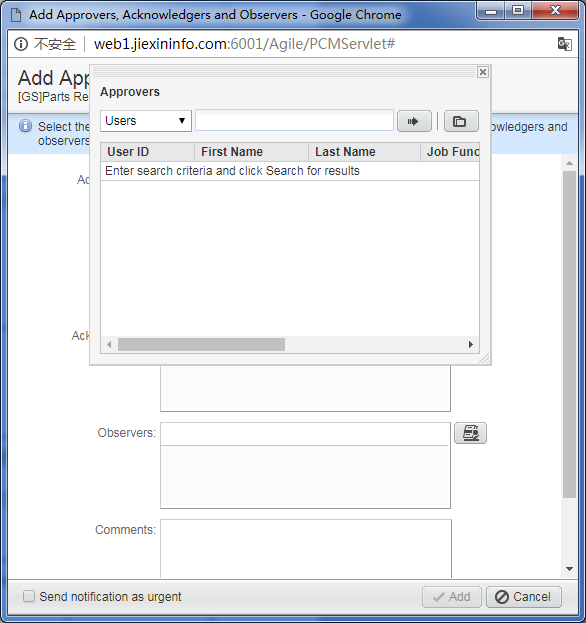 Add Approvers, Acknowledgers and Observers - Google Chrome
不安全 web1.jiexininfo.com:6001/Agile/PCMServlet#
Add App
[GS]Parts Re
Approvers
Users
Select the
observers
wledgers and
User ID First Name Last Name Job Func
Enter search criteria and click Search for results
Ac
Ack
Observers:
Comments:
Send notification as urgent
Add Cancel